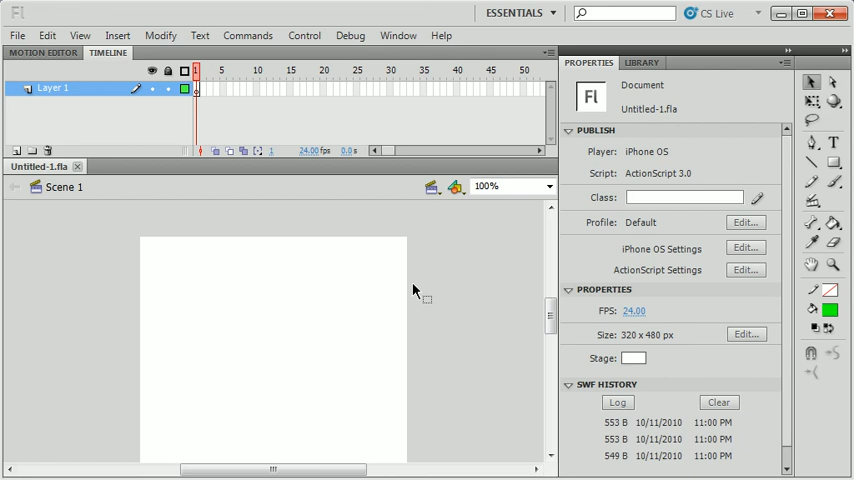 Fl ESSENTIALS CS Live
File Edit View Insert Modify Text Commands Control Debug Window Help
MOTION EDITOR TIMELINE
1 5 10 15 20 25 30 35 40 45 50
Layer 1
1 24.00 fps 0.0 s
Untitled-1.fla
Scene 1 100%
PROPERTIES LIBRARY
Fl
Document
Untitled-1.fla
PUBLISH
Player: iPhone OS
Script: ActionScript 3.0
Class:
Profile: Default Edit...
iPhone OS Settings Edit...
ActionScript Settings Edit...
PROPERTIES
FPS: 24.00
Size: 320 x 480 px Edit...
Stage:
SWF HISTORY
Log Clear
553 B 10/11/2010 11:00 PM
553 B 10/11/2010 11:00 PM
549 B 10/11/2010 11:00 PM
T